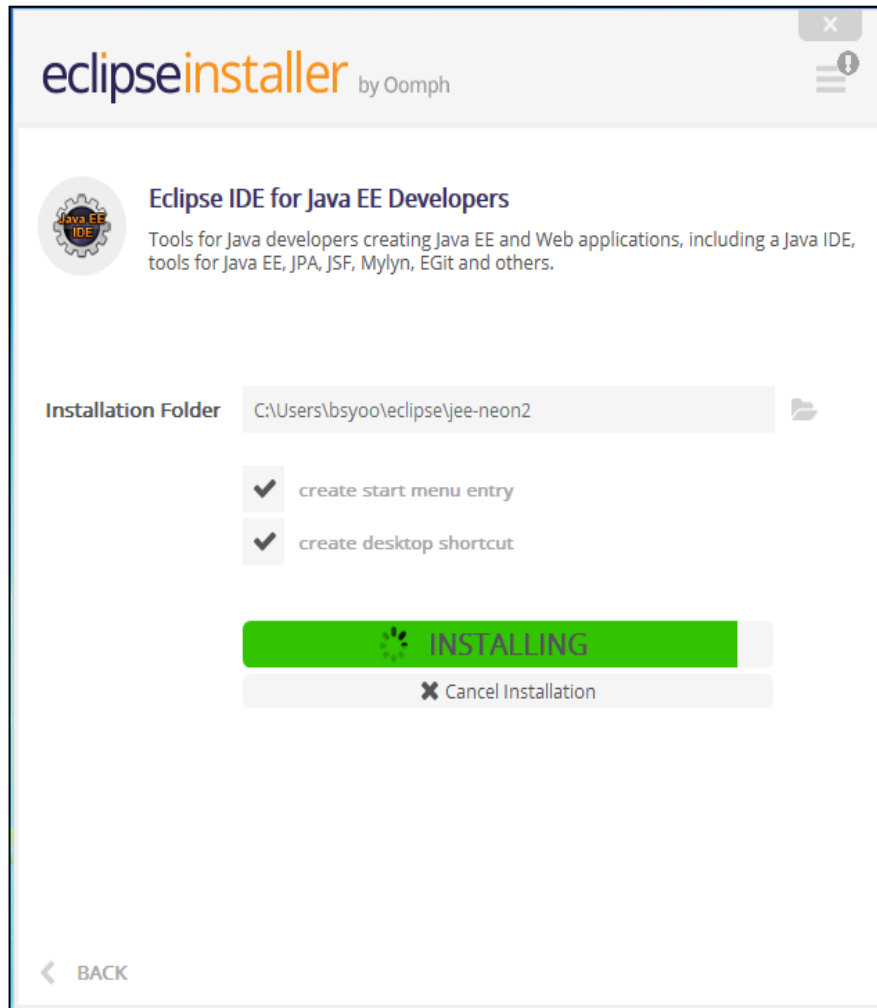 eclipseinstaller by Oomph
Java EE
IDE
Eclipse IDE for Java EE Developers
Tools for Java developers creating Java EE and Web applications, including a Java IDE,
tools for Java EE, JPA, JSF, Mylyn, EGit and others.
Installation Folder C:\Users\bsyoo\eclipse\jee-neon2
create start menu entry
create desktop shortcut
INSTALLING
Cancel Installation
BACK